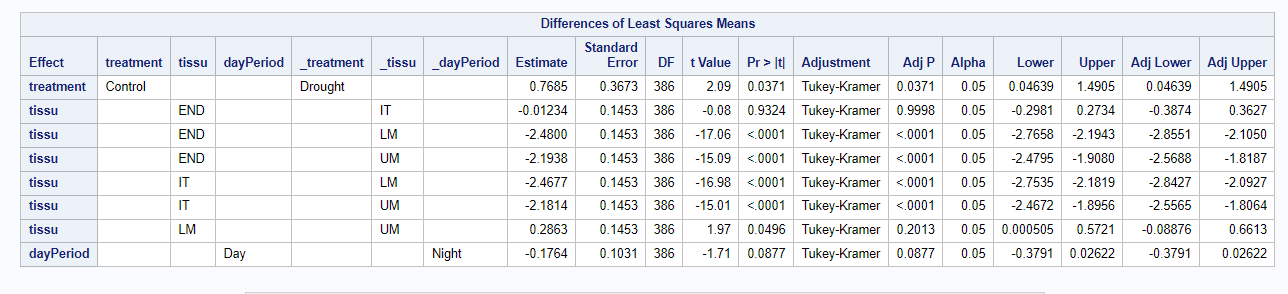 Differences of Least Squares Means
Effect treatment tissu dayPeriod _treatment _tissu _dayPeriod Estimate Standard Error DF t Value Pr > |t| Adjustment Adj P Alpha Lower Upper Adj Lower Adj Upper
treatment Control Drought 0.7685 0.3673 386 2.09 0.0371 Tukey-Kramer 0.0371 0.05 0.04639 1.4905 0.04639 1.4905
tissu END IT -0.01234 0.1453 386 -0.08 0.9324 Tukey-Kramer 0.9998 0.05 -0.2981 0.2734 -0.3874 0.3627
tissu END LM -2.4800 0.1453 386 -17.06 <.0001 Tukey-Kramer <.0001 0.05 -2.7658 -2.1943 -2.8551 -2.1050
tissu END UM -2.1938 0.1453 386 -15.09 <.0001 Tukey-Kramer <.0001 0.05 -2.4795 -1.9080 -2.5688 -1.8187
tissu IT LM -2.4677 0.1453 386 -16.98 <.0001 Tukey-Kramer <.0001 0.05 -2.7535 -2.1819 -2.8427 -2.0927
tissu IT UM -2.1814 0.1453 386 -15.01 <.0001 Tukey-Kramer <.0001 0.05 -2.4672 -1.8956 -2.5565 -1.8064
tissu LM UM 0.2863 0.1453 386 1.97 0.0496 Tukey-Kramer 0.2013 0.05 0.000505 0.5721 -0.08876 0.6613
dayPeriod Day Night -0.1764 0.1031 386 -1.71 0.0877 Tukey-Kramer 0.0877 0.05 -0.3791 0.02622 -0.3791 0.02622